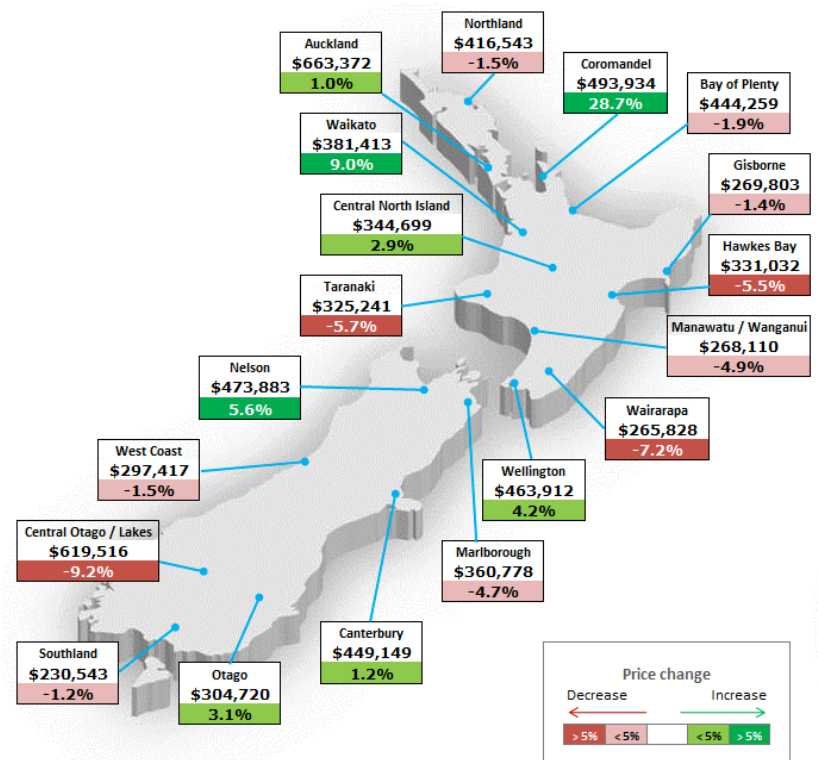 Northland
$416,543
-1.5%
Auckland
$663,372
1.0%
Coromandel
$493,934
28.7%
Bay of Plenty
$444,259
-1.9%
Waikato
$381,413
9.0%
Gisborne
$269,803
-1.4%
Central North Island
$344,699
2.9%
Hawkes Bay
$331,032
-5.5%
Taranaki
$325,241
-5.7%
Manawatu / Wanganui
$268,110
-4.9%
Nelson
$473,883
5.6%
Wairarapa
$265,828
-7.2%
West Coast
$297,417
-1.5%
Wellington
$463,912
4.2%
Central Otago / Lakes
$619,516
-9.2%
Marlborough
$360,778
-4.7%
Canterbury
$449,149
1.2%
Southland
$230,543
-1.2%
Otago
$304,720
3.1%
Price change
Decrease Increase
> 5% < 5% < 5% > 5%